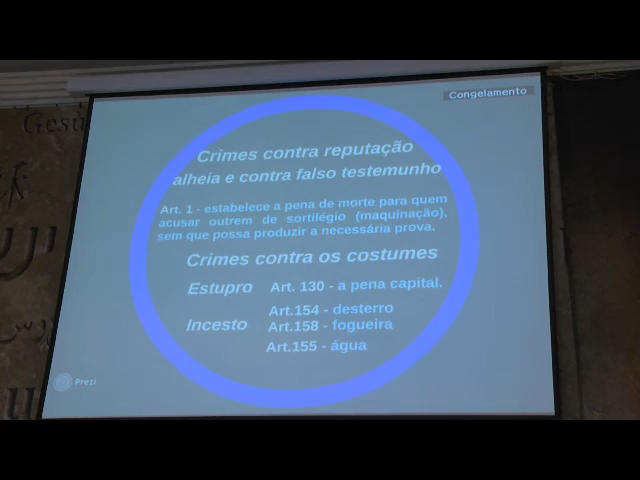 Gesù
Congelamento
Crimes contra reputação
alheia e contra falso testemunho
Art. 1 - estabelece a pena de morte para quem
acusar outrem de sortilégio (maquinação),
sem que possa produzir a necessária prova.
Crimes contra os costumes
Estupro Art. 130 - a pena capital.
Art.154 - desterro
Incesto Art.158 - fogueira
Art.155 - água
Prezi